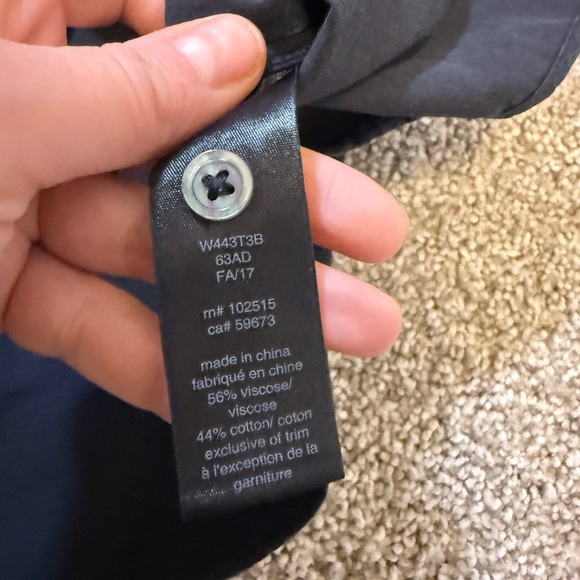 W443T3B
63AD
FA/17
rn# 102515
ca# 59673
made in china
fabriqué en chine
56% viscose/
viscose
44% cotton/ coton
exclusive of trim
à l'exception de la
garniture